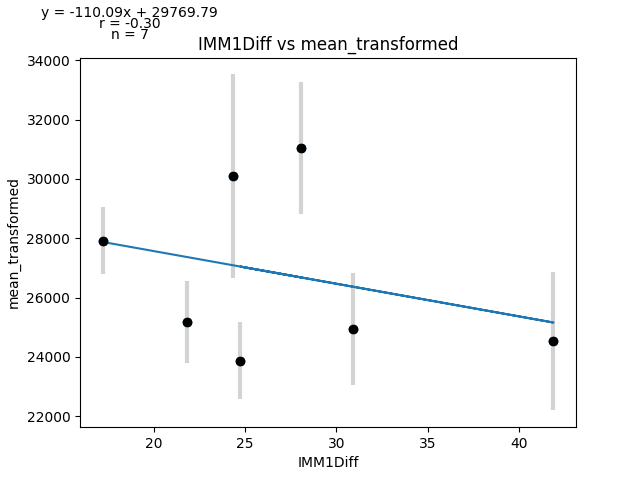 y = -110.09x + 29769.79
r = -0.30
n = 7
IMM1Diff vs mean_transformed
34000
32000
30000
28000
26000
24000
22000
mean_transformed
20 25 30 35 40
IMM1Diff